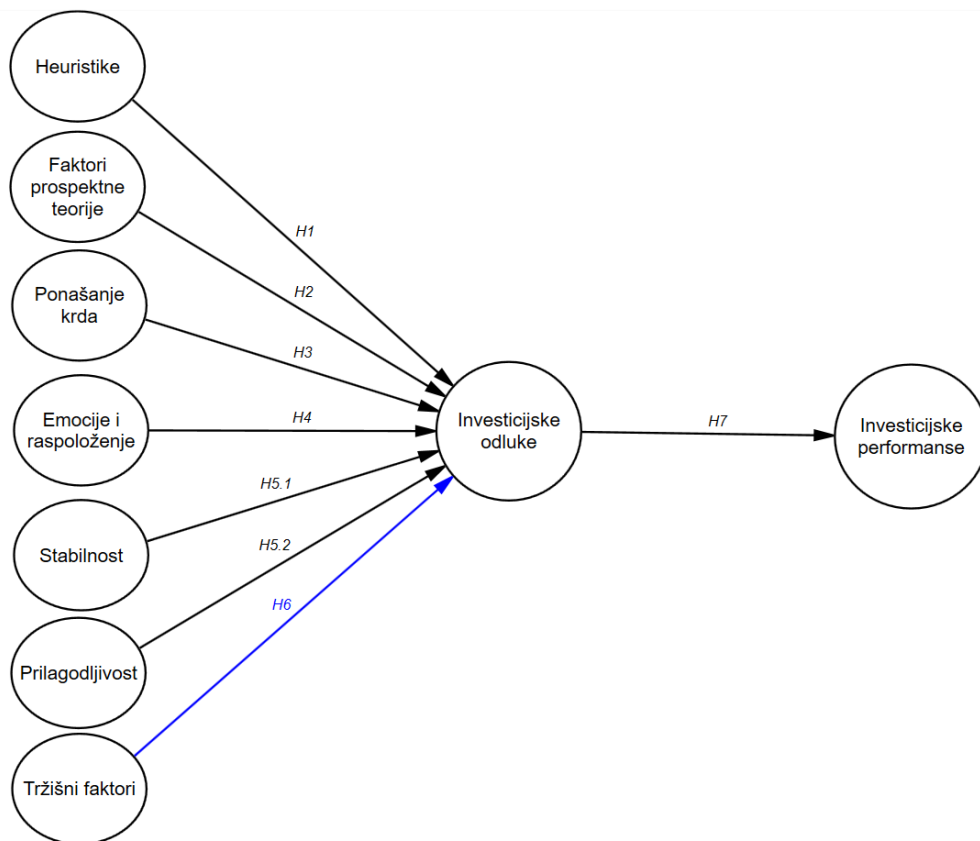 Heuristike
Faktori
prospektne
teorije
H1
H2
Ponašanje
krda
H3
Emocije i
raspoloženje
H4
Investicijske
odluke
H7
Investicijske
performanse
H5.1
Stabilnost
H5.2
H6
Prilagodljivost
Tržišni faktori